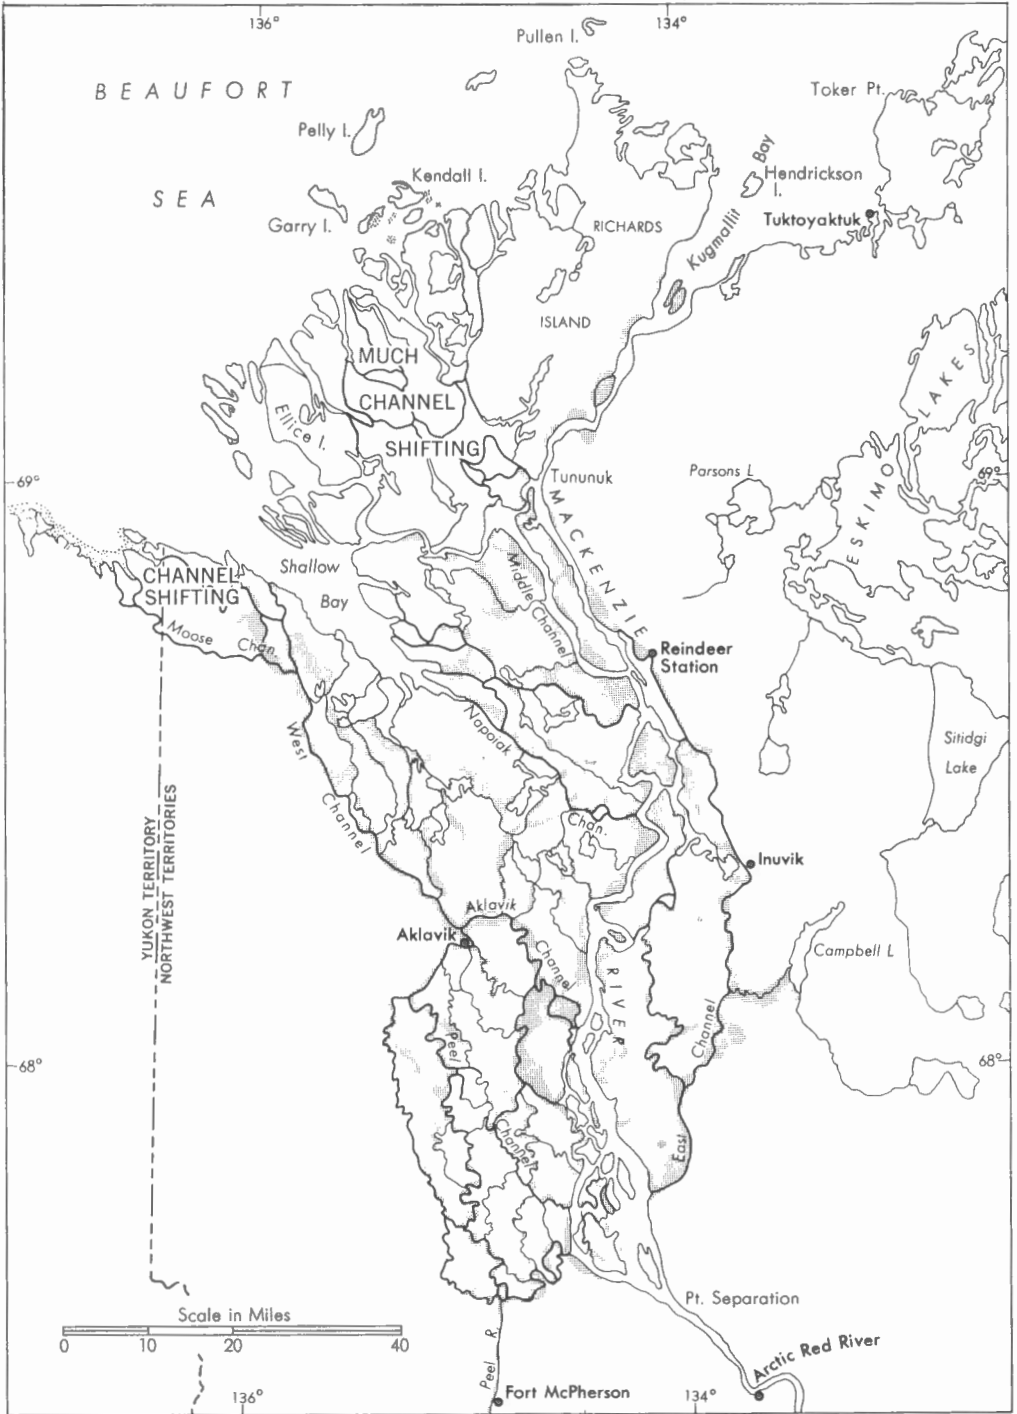 136°
134°
Pullen I.
BEAUFORT
Toker Pt.
Pelly I.
Bay
Kendall I.
Hendrickson
I.
SEA
Garry I.
RICHARDS
Kugmallit
Tuktoyaktuk
ISLAND
MUCH
CHANNEL
SHIFTING
LAKES
Ellice I.
Tununuk
Parsons L
69°
69°
ESKIMO
MACKENZIE
Shallow
Bay
Middle Channel
CHANNEL
SHIFTING
Moose Chan.
Reindeer
Station
West
Napoiak
Sitidgi
Lake
Channel
Chan.
YUKON TERRITORY
NORTHWEST TERRITORIES
Inuvik
Aklavik
Aklavik
Channel
Campbell L
RIVER
Channel
Peel
68°
68°
Channel
East
Pt. Separation
Scale in Miles
0 10 20 40
Peel R.
Arctic Red River
Fort McPherson
136°
134°